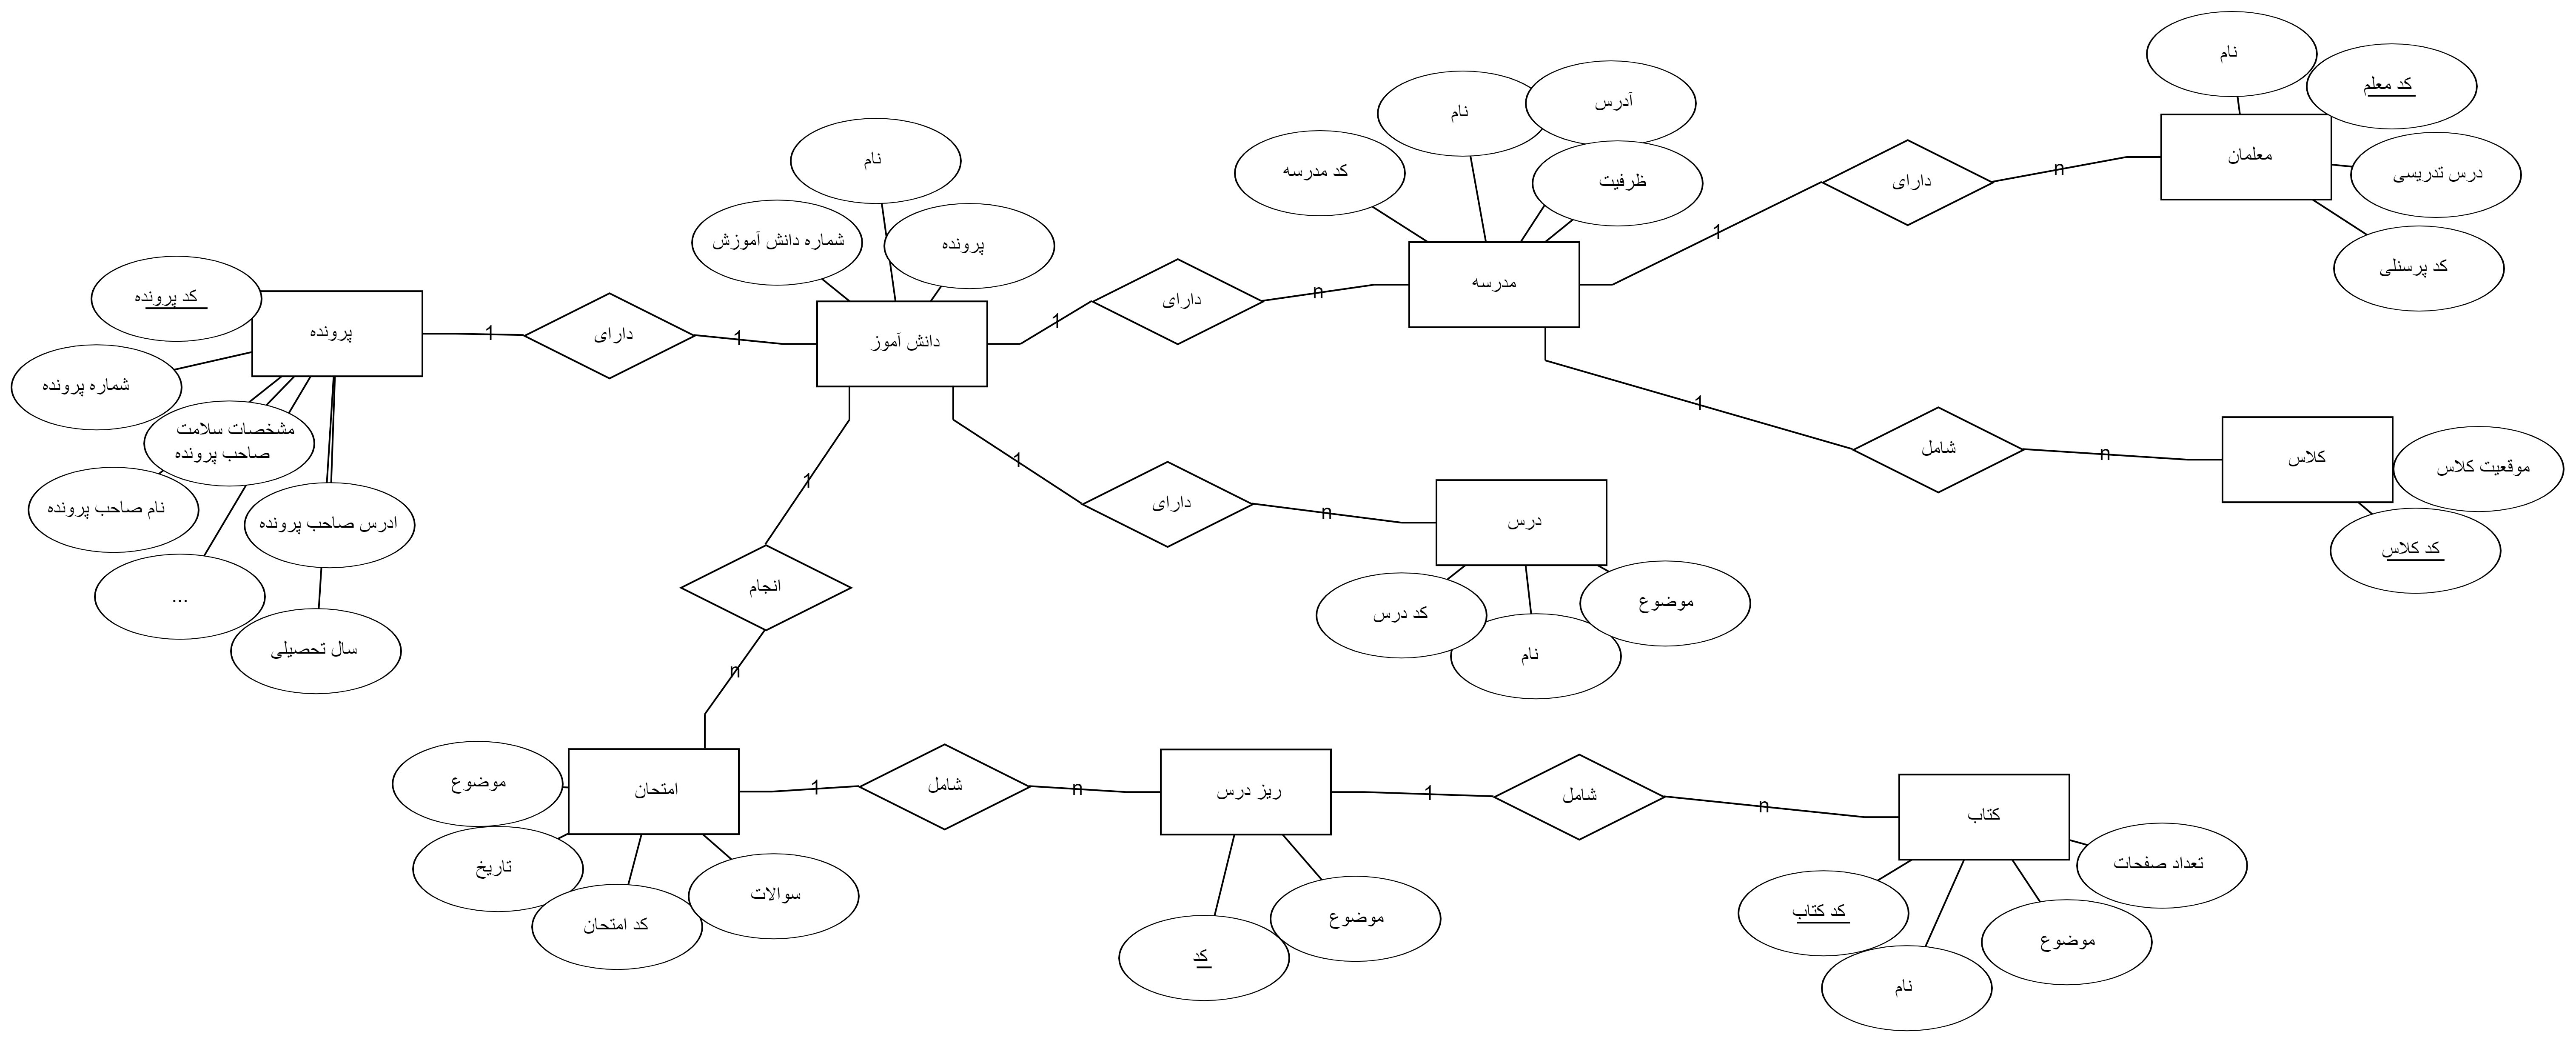 نام
کد معلم
معلمان
درس تدریسی
کد پرسنلی
n
دارای
1
آدرس
نام
ظرفیت
کد مدرسه
مدرسه
n
دارای
1
نام
شماره دانش آموزش
پرونده
دانش آموز
1
دارای
1
کد پرونده
پرونده
شماره پرونده
مشخصات سلامت
صاحب پرونده
نام صاحب پرونده
ادرس صاحب پرونده
...
سال تحصیلی
1
شامل
n
کلاس
موقعیت کلاس
کد کلاس
1
دارای
n
درس
کد درس
نام
موضوع
1
انجام
n
امتحان
موضوع
تاریخ
کد امتحان
سوالات
1
شامل
n
ریز درس
کد
موضوع
1
شامل
n
کتاب
تعداد صفحات
کد کتاب
موضوع
نام